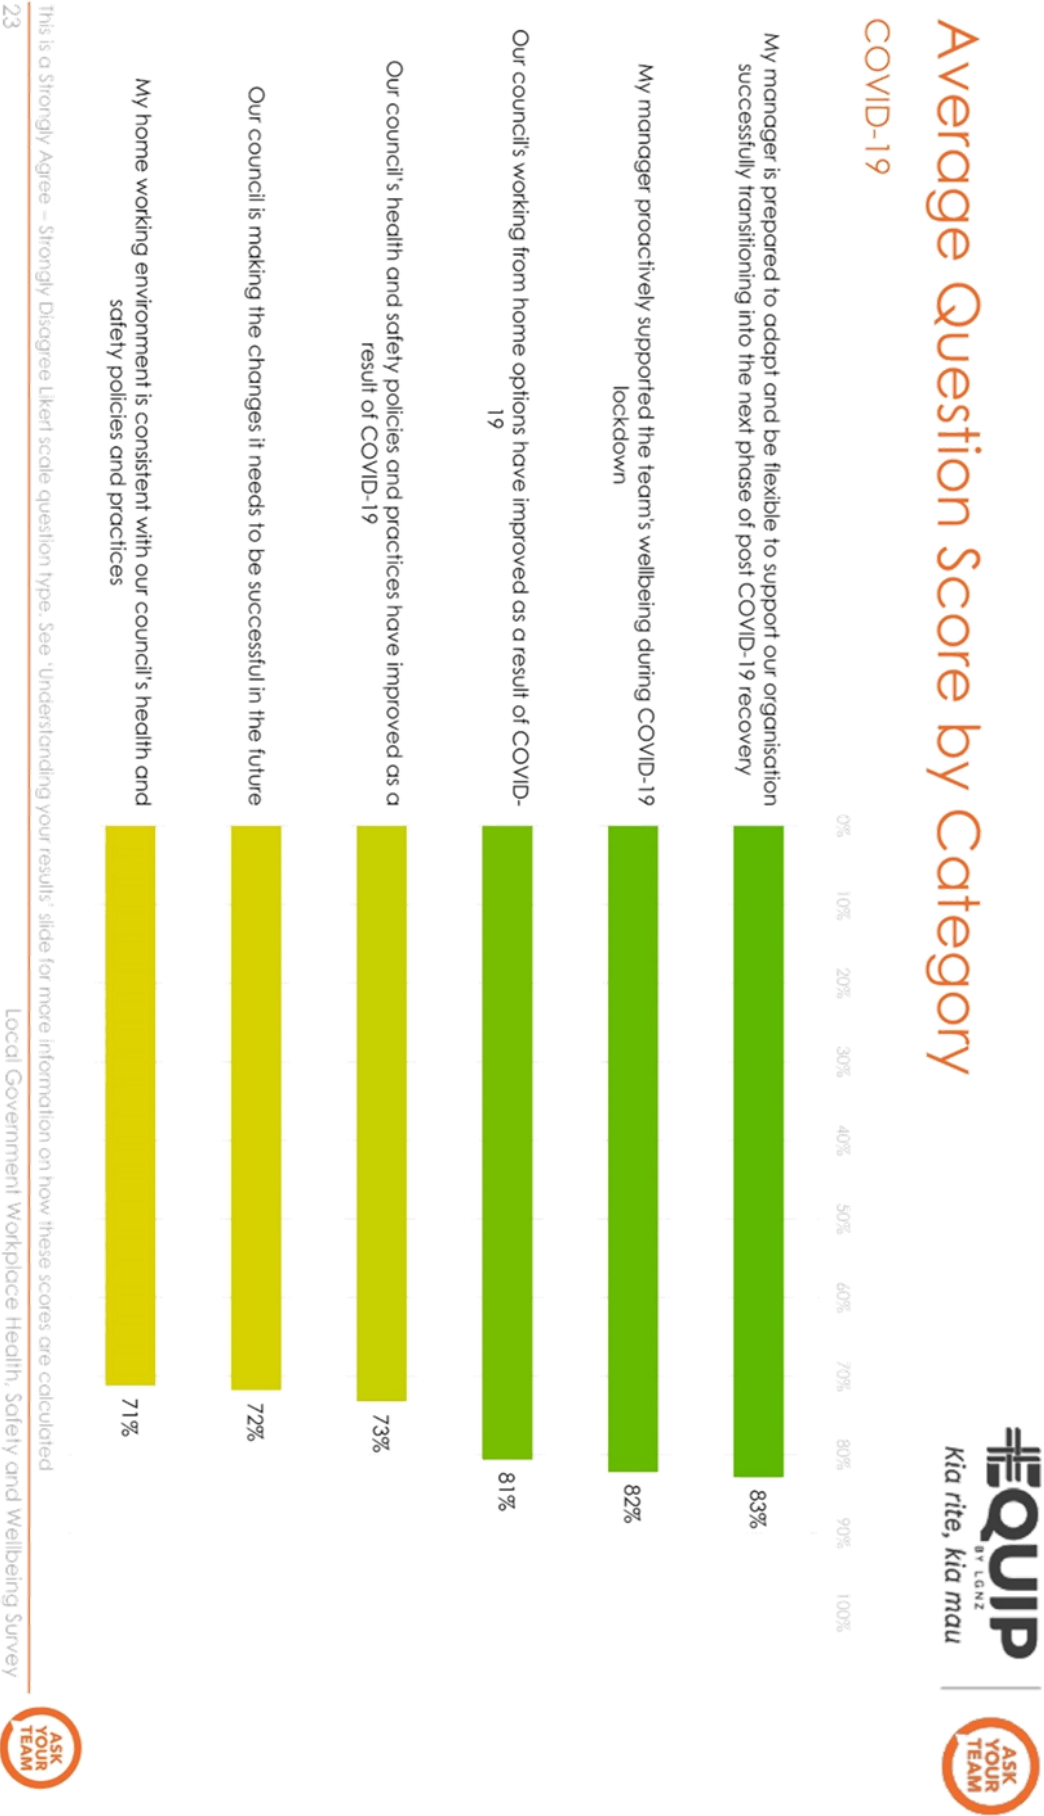 Average Question Score by Category
COVID-19
EQUIP
BY LGNZ
Kia rite, kia mau
ASK
YOUR
TEAM
0% 10% 20% 30% 40% 50% 60% 70% 80% 90% 100%
My manager is prepared to adapt and be flexible to support our organisation
successfully transitioning into the next phase of post COVID-19 recovery
83%
My manager proactively supported the team's wellbeing during COVID-19
lockdown
82%
Our council's working from home options have improved as a result of COVID-
19
81%
Our council's health and safety policies and practices have improved as a
result of COVID-19
73%
Our council is making the changes it needs to be successful in the future
72%
My home working environment is consistent with our council's health and
safety policies and practices
71%
This is a Strongly Agree – Strongly Disagree Likert scale question type. See 'Understanding your results' slide for more information on how these scores are calculated
23
Local Government Workplace Health, Safety and Wellbeing Survey
ASK
YOUR
TEAM